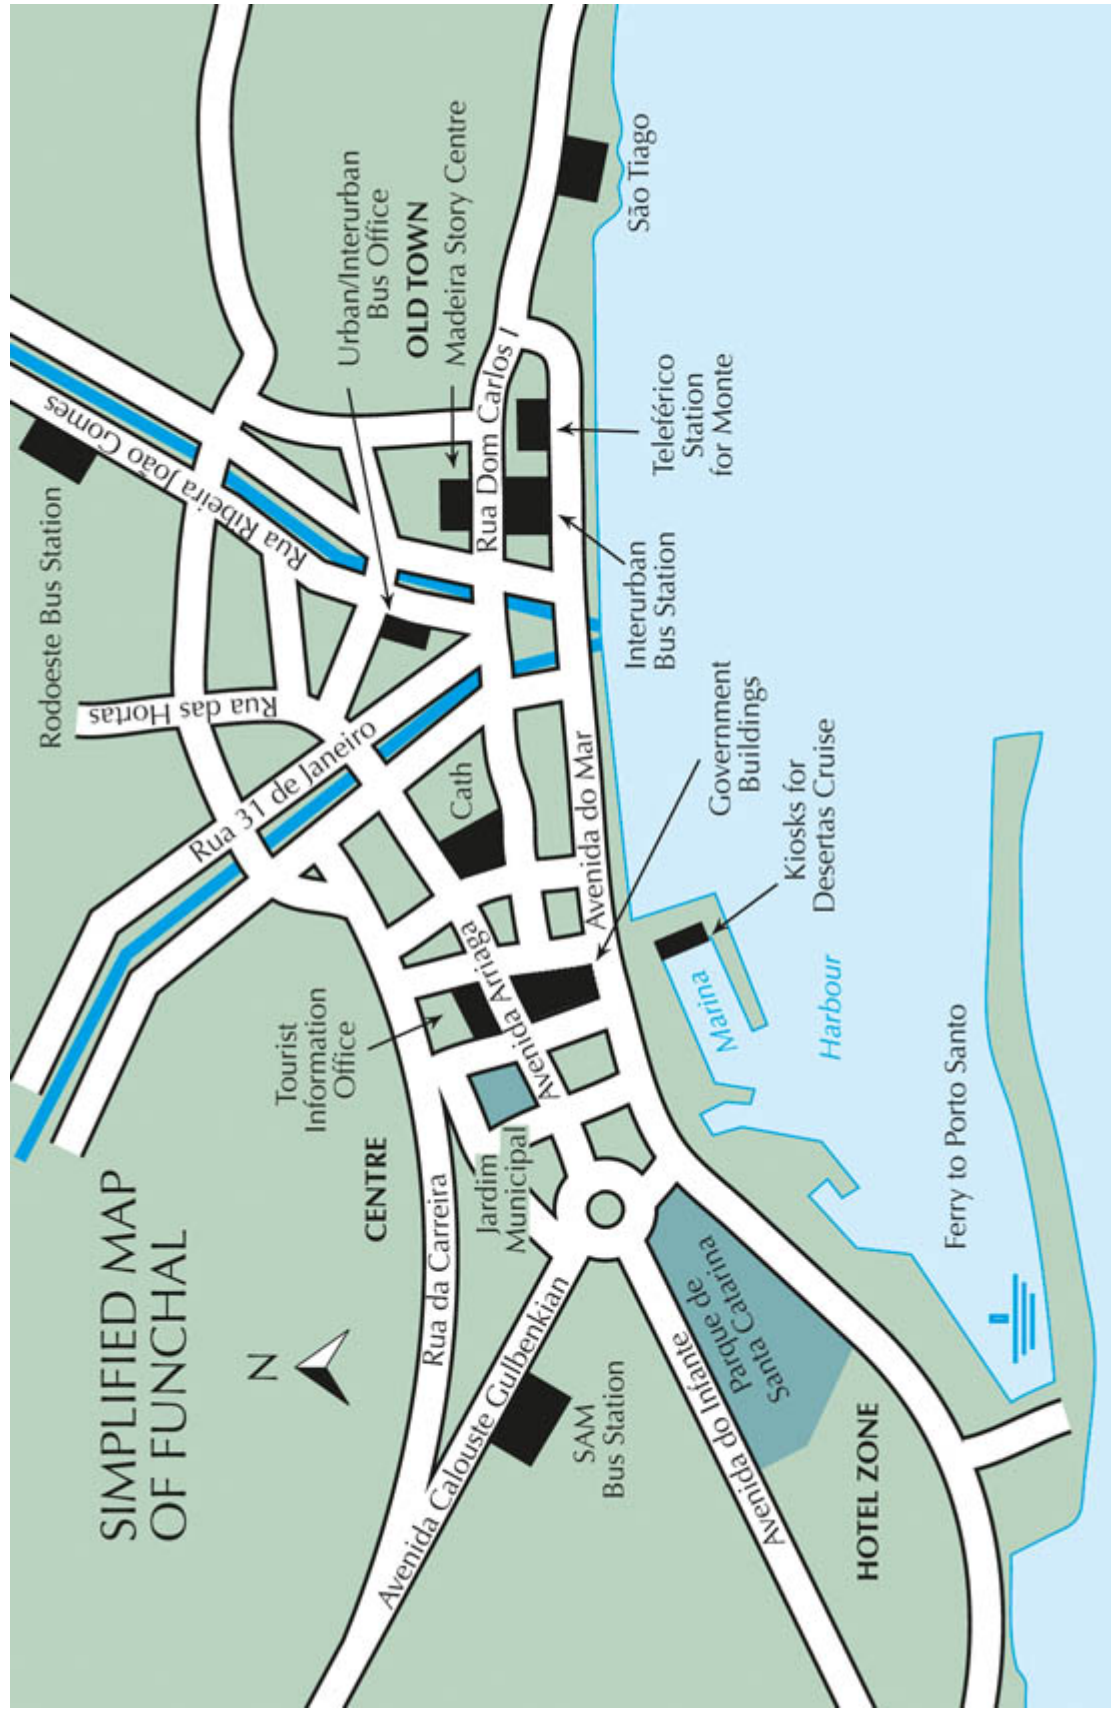 SIMPLIFIED MAP
OF FUNCHAL
N
Rodoeste Bus Station
Rua Ribeira João Gomes
Rua das Hortas
Rua 31 de Janeiro
Urban/Interurban
Bus Office
OLD TOWN
Madeira Story Centre
Rua Dom Carlos I
São Tiago
Teleférico
Station
for Monte
Interurban
Bus Station
Cath
Avenida do Mar
Government
Buildings
Kiosks for
Desertas Cruise
Avenida Arriaga
Tourist
Information
Office
CENTRE
Jardim
Municipal
Rua da Carreira
Marina
Harbour
Ferry to Porto Santo
Avenida Calouste Gulbenkian
SAM
Bus Station
Parque de
Santa Catarina
Avenida do Infante
HOTEL ZONE